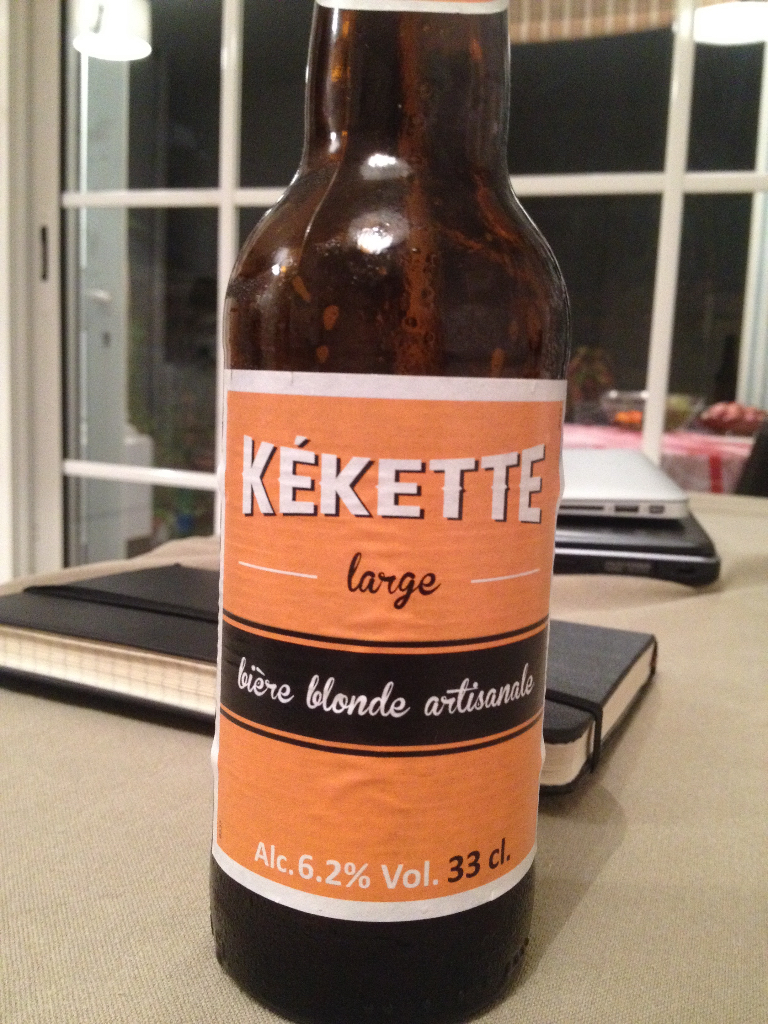 KÉKETTE
large
bière blonde artisanale
Alc. 6.2% Vol. 33 cl.